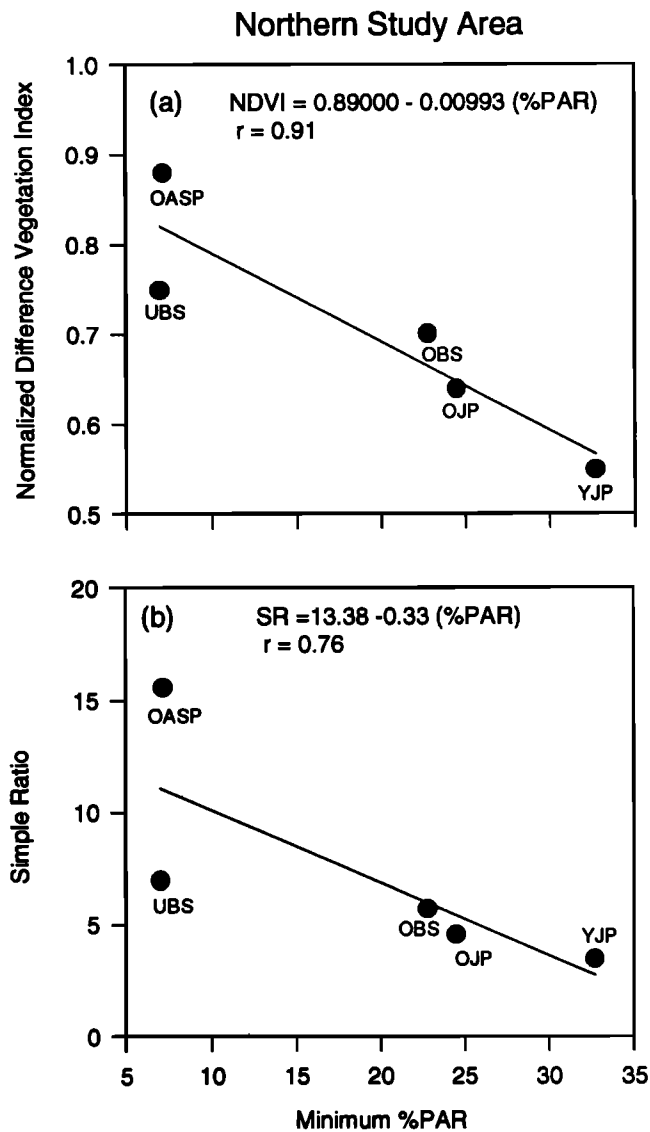 Northern Study Area
Normalized Difference Vegetation Index
1.0
0.9
0.8
0.7
0.6
0.5
(a) NDVI = 0.89000 - 0.00993 (%PAR)
r = 0.91
OASP
UBS
OBS
OJP
YJP
Simple Ratio
20
15
10
5
0
(b) SR =13.38 -0.33 (%PAR)
r = 0.76
OASP
UBS
OBS
OJP
YJP
5 10 15 20 25 30 35
Minimum %PAR